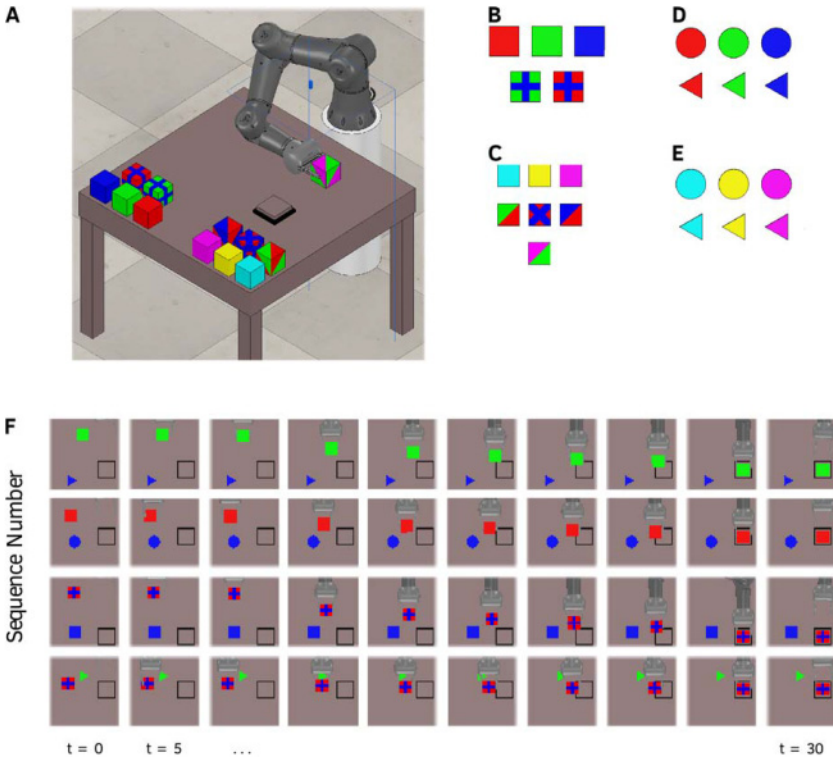 A
B
D
C
E
F
Sequence Number
t = 0
t = 5
...
t = 30